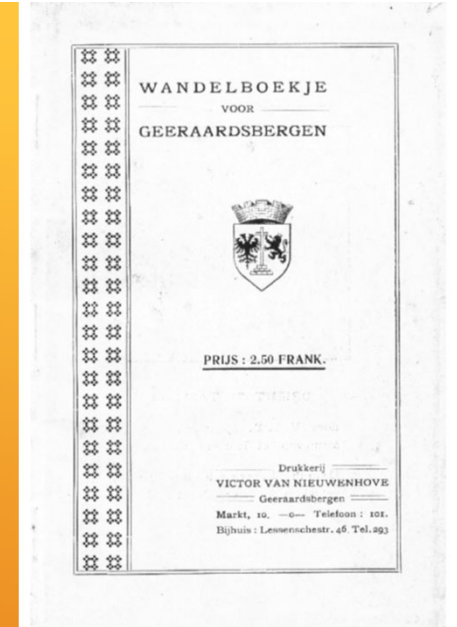 WANDELBOEKJE
VOOR
GEERAARDSBERGEN
PRIJS : 2.50 FRANK.
Drukkerij
VICTOR VAN NIEUWENHOVE
Geeraardsbergen
Markt, 10. —o— Telefoon : 101.
Bijhuis : Lessenschestr. 46. Tel. 293